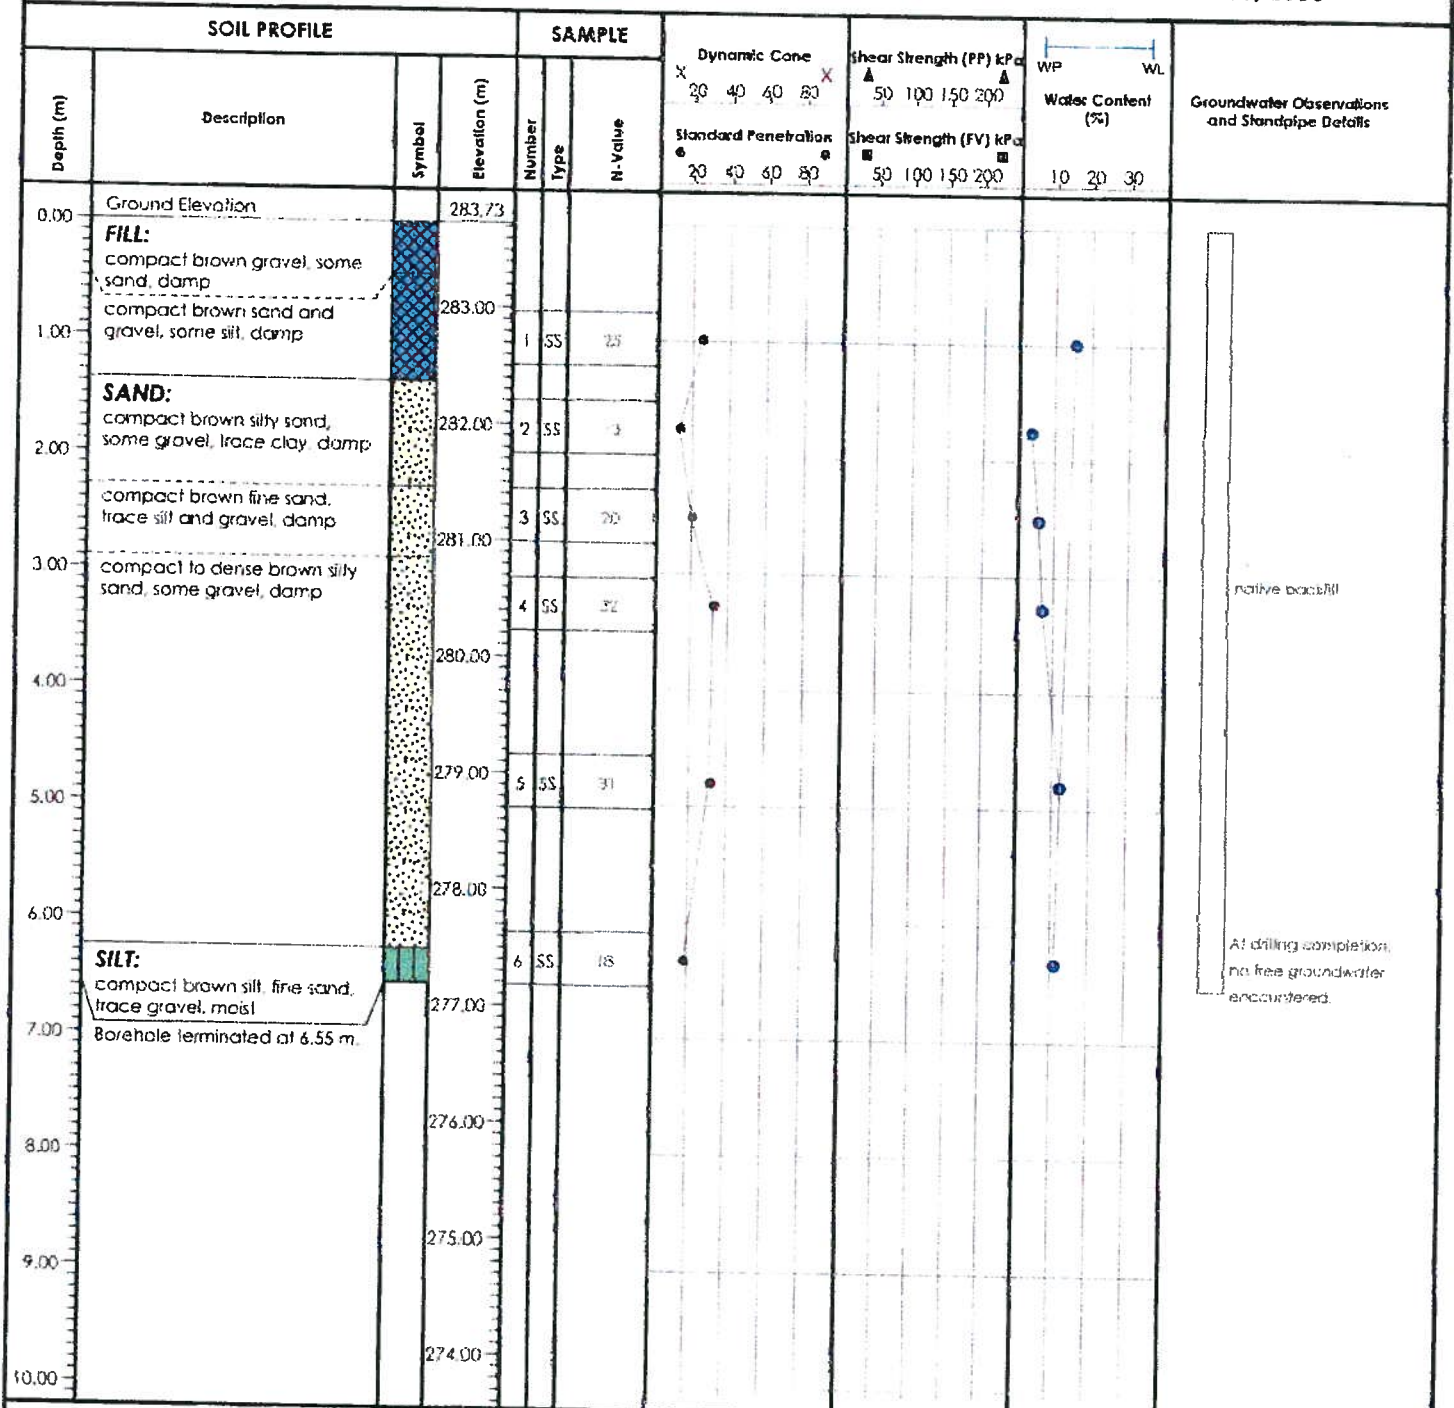 SOIL PROFILE
SAMPLE
Depth (m)
Description
Symbol
Elevation (m)
Number
Type
N-Value
Dynamic Cone
X X
20 40 60 80
Standard Penetration
20 40 60 80
Shear Strength (PP) kPa
50 100 150 200
Shear Strength (FV) kPa
50 100 150 200
WP WL
Water Content
(%)
10 20 30
Groundwater Observations
and Standpipe Details
0.00
Ground Elevation
283.73
FILL:
compact brown gravel, some
sand, damp
compact brown sand and
gravel, some silt, damp
283.00
1.00
1 SS 25
SAND:
compact brown silty sand,
some gravel, trace clay, damp
282.00
2 SS
2.00
compact brown fine sand,
trace silt and gravel, damp
3 SS 20
281.00
3.00
compact to dense brown silty
sand, some gravel, damp
4 SS 32
native backfill
280.00
4.00
279.00
5 SS 31
5.00
278.00
6.00
SILT:
compact brown silt, fine sand,
trace gravel, moist
6 SS 18
At drilling completion,
no free groundwater
encountered.
277.00
7.00
Borehole terminated at 6.55 m.
276.00
8.00
275.00
9.00
274.00
10.00